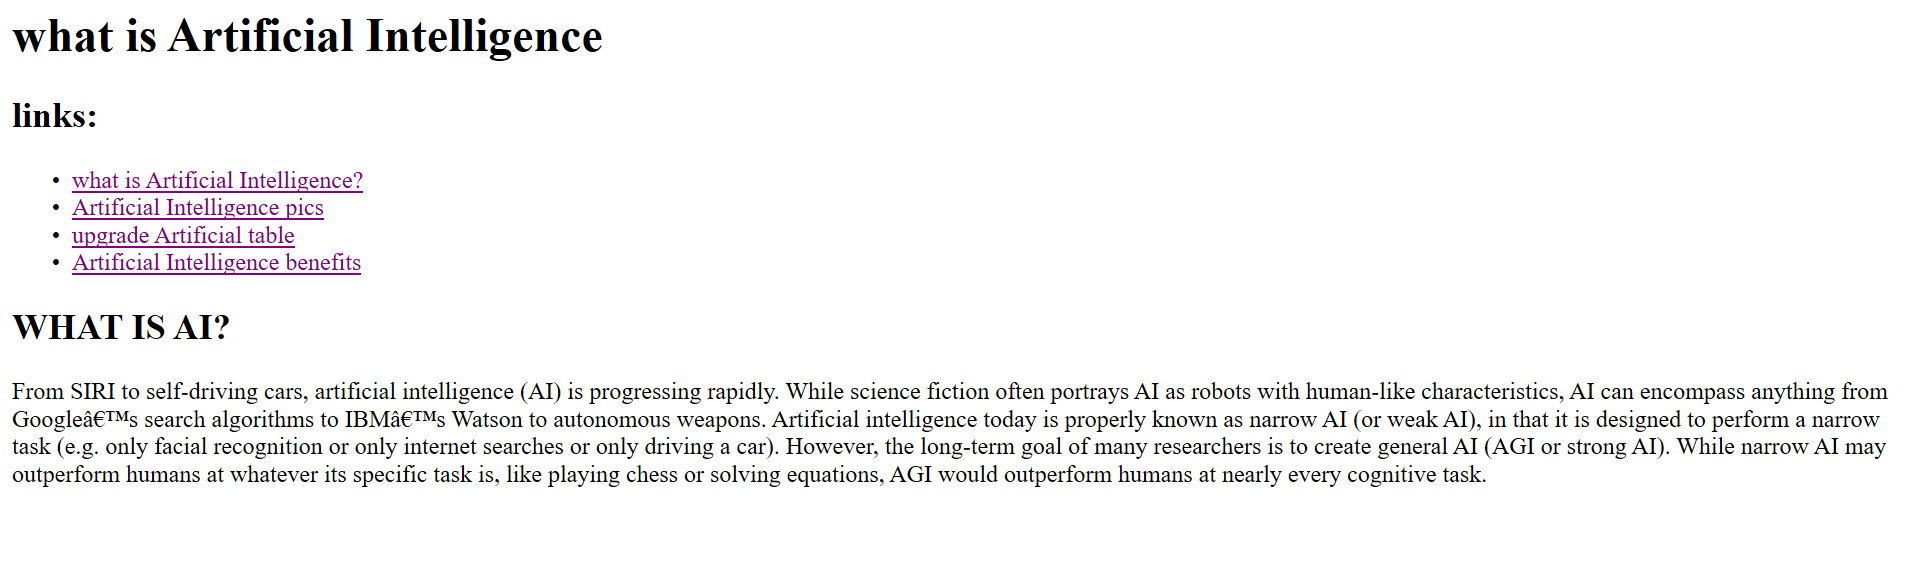 what is Artificial Intelligence
links:
• what is Artificial Intelligence?
• Artificial Intelligence pics
• upgrade Artificial table
• Artificial Intelligence benefits
WHAT IS AI?
From SIRI to self-driving cars, artificial intelligence (AI) is progressing rapidly. While science fiction often portrays AI as robots with human-like characteristics, AI can encompass anything from
Googleâ€™s search algorithms to IBMâ€™s Watson to autonomous weapons. Artificial intelligence today is properly known as narrow AI (or weak AI), in that it is designed to perform a narrow
task (e.g. only facial recognition or only internet searches or only driving a car). However, the long-term goal of many researchers is to create general AI (AGI or strong AI). While narrow AI may
outperform humans at whatever its specific task is, like playing chess or solving equations, AGI would outperform humans at nearly every cognitive task.